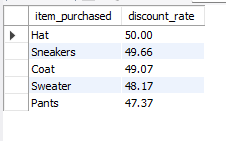 item_purchased discount_rate
Hat 50.00
Sneakers 49.66
Coat 49.07
Sweater 48.17
Pants 47.37